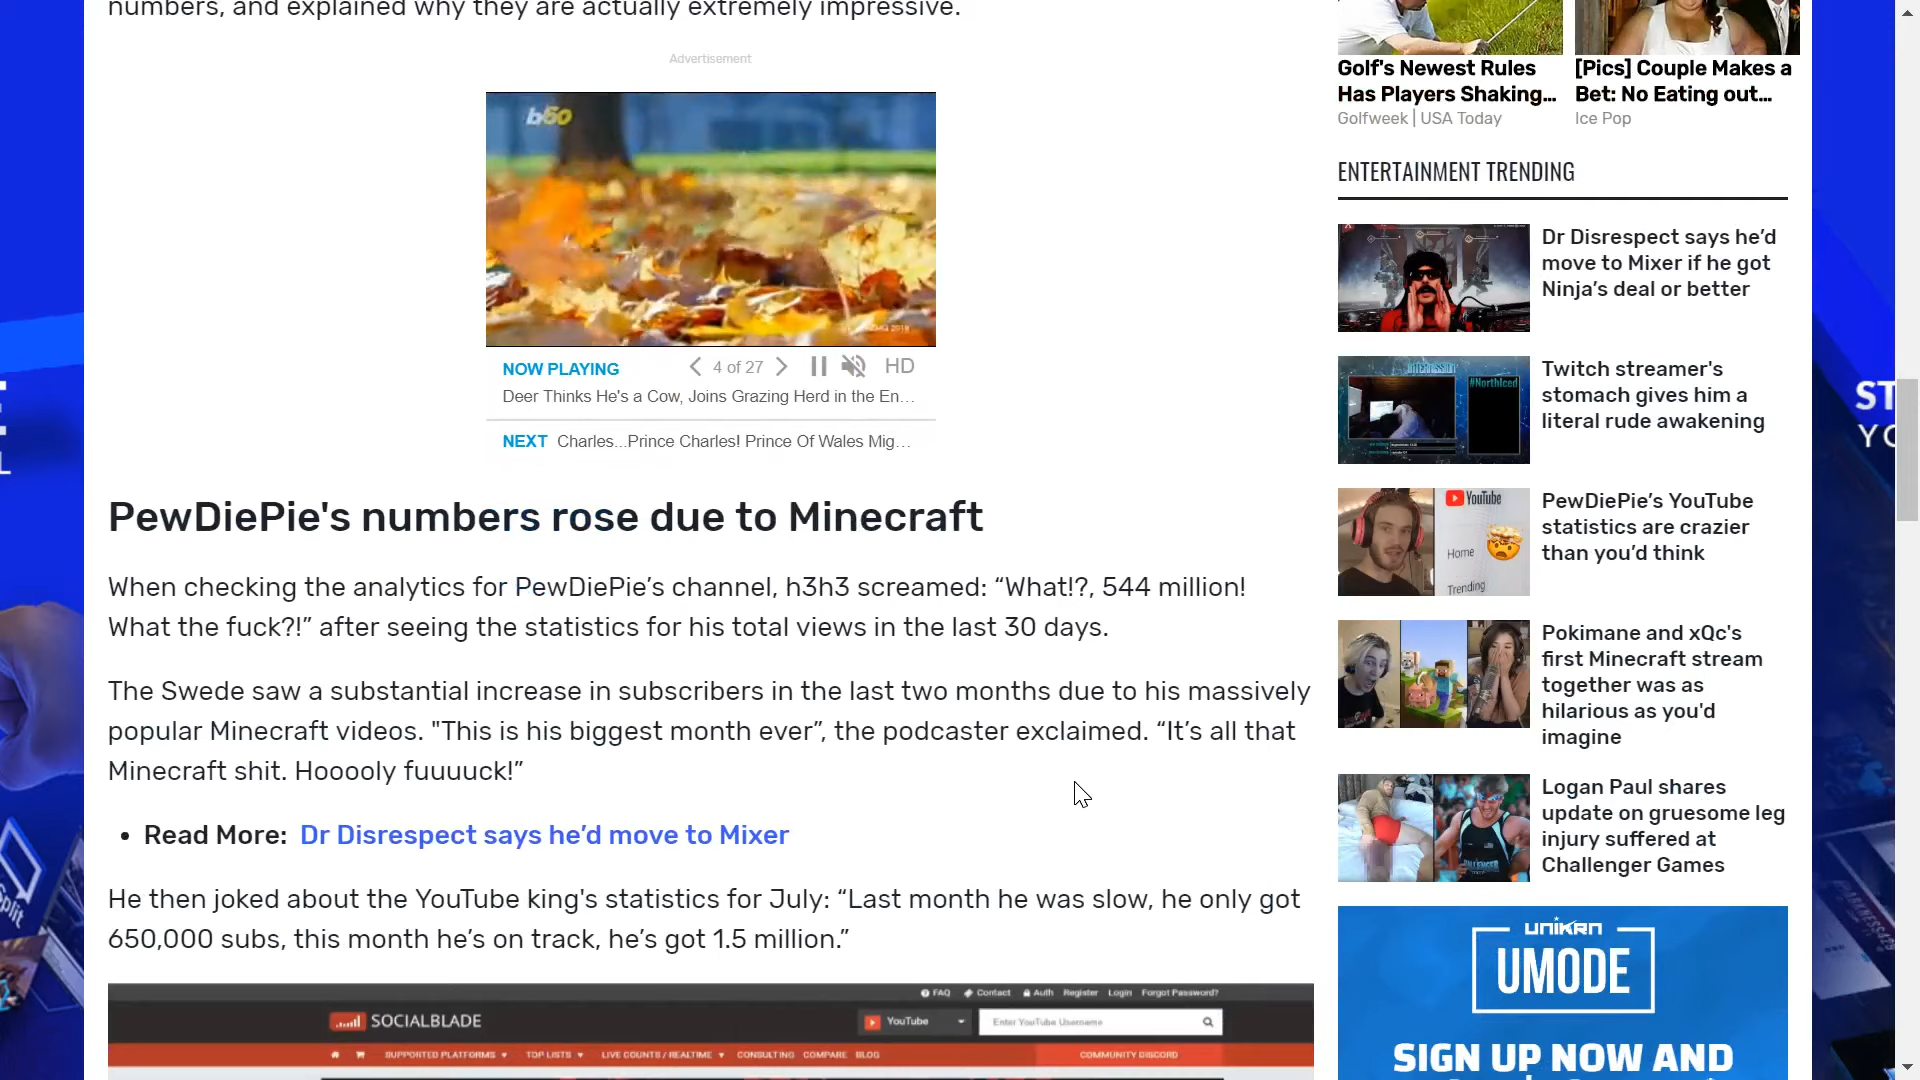 numbers, and explained why they are actually extremely impressive.
Advertisement
b50
NOW PLAYING
4 of 27
HD
Deer Thinks He's a Cow, Joins Grazing Herd in the En...
NEXT Charles...Prince Charles! Prince Of Wales Mig...
PewDiePie's numbers rose due to Minecraft
When checking the analytics for PewDiePie’s channel, h3h3 screamed: “What!?, 544 million!
What the fuck?!” after seeing the statistics for his total views in the last 30 days.
The Swede saw a substantial increase in subscribers in the last two months due to his massively
popular Minecraft videos. "This is his biggest month ever”, the podcaster exclaimed. “It’s all that
Minecraft shit. Hooooly fuuuuck!”
• Read More: Dr Disrespect says he’d move to Mixer
He then joked about the YouTube king's statistics for July: “Last month he was slow, he only got
650,000 subs, this month he’s on track, he’s got 1.5 million.”
FAQ Contact Auth Register Login Forgot Password?
SOCIALBLADE
YouTube
Enter YouTube Username
SUPPORTED PLATFORMS TOP LISTS LIVE COUNTS / REALTIME CONSULTING COMPARE BLOG
COMMUNITY DISCORD
Golf's Newest Rules
Has Players Shaking...
Golfweek | USA Today
[Pics] Couple Makes a
Bet: No Eating out...
Ice Pop
ENTERTAINMENT TRENDING
Dr Disrespect says he’d
move to Mixer if he got
Ninja’s deal or better
#NorthIced
Twitch streamer's
stomach gives him a
literal rude awakening
YouTube
Home
Trending
PewDiePie’s YouTube
statistics are crazier
than you’d think
Pokimane and xQc's
first Minecraft stream
together was as
hilarious as you'd
imagine
Logan Paul shares
update on gruesome leg
injury suffered at
Challenger Games
UNIKRN
UMODE
SIGN UP NOW AND